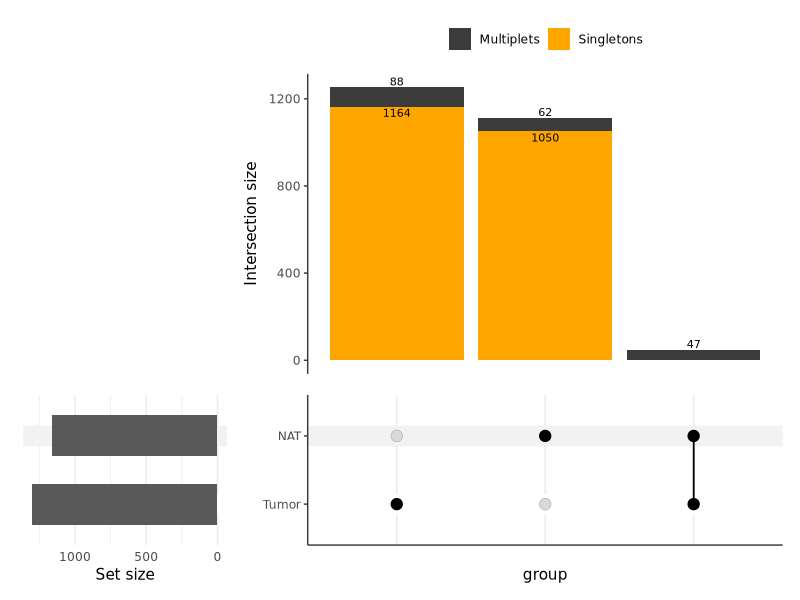 Multiplets Singletons
88
1164
62
1050
47
1200
800
400
0
Intersection size
NAT
Tumor
1000 500 0
Set size
group